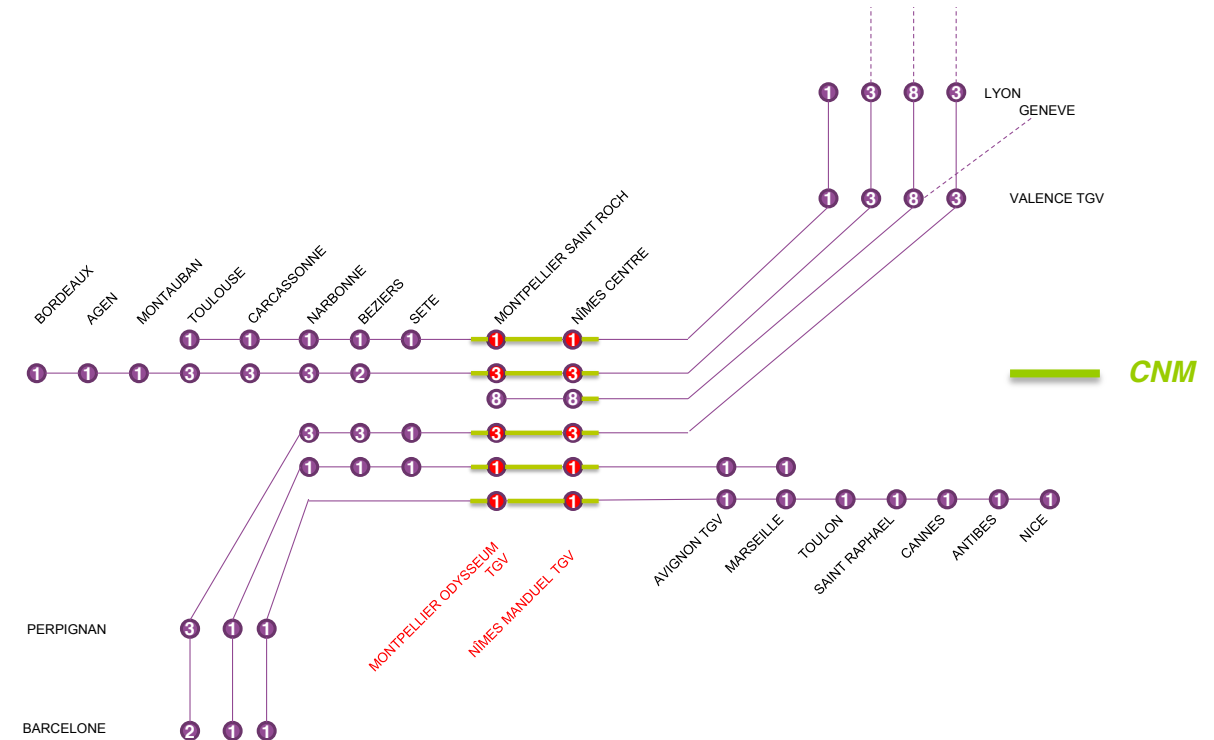 1 3 8 3 LYON
GENEVE
1 3 8 3 VALENCE TGV
BORDEAUX
AGEN
MONTAUBAN
TOULOUSE
CARCASSONNE
NARBONNE
BEZIERS
SETE
MONTPELLIER SAINT ROCH
NÎMES CENTRE
1 1 1 1 1 1 1
1 1 1 3 3 3 2 3 3
CNM
8 8
3 3 1 3 3
1 1 1 1 1 1 1
1 1 1 1 1 1 1 1 1
MONTPELLIER ODYSSEUM
TGV
NÎMES MANDUEL TGV
AVIGNON TGV
MARSEILLE
TOULON
SAINT RAPHAEL
CANNES
ANTIBES
NICE
PERPIGNAN 3 1 1
BARCELONE 2 1 1